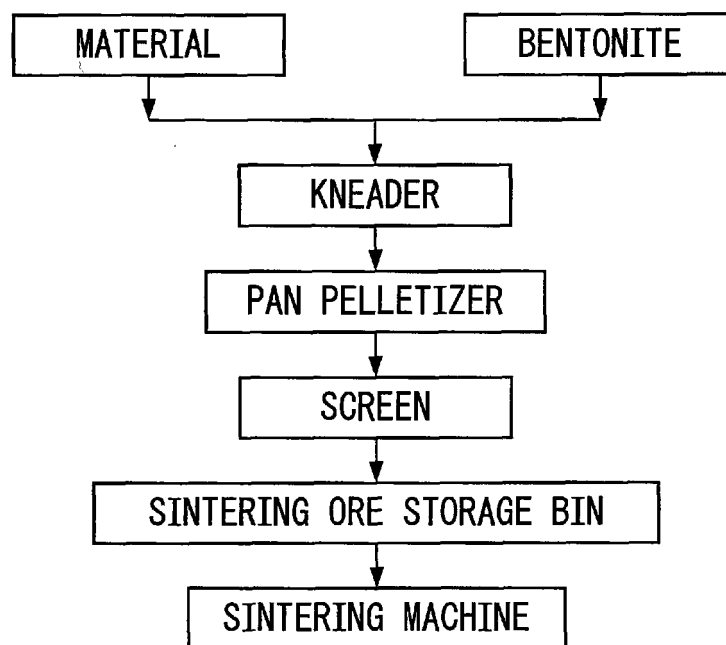 MATERIAL
BENTONITE
KNEADER
PAN PELLETIZER
SCREEN
SINTERING ORE STORAGE BIN
SINTERING MACHINE